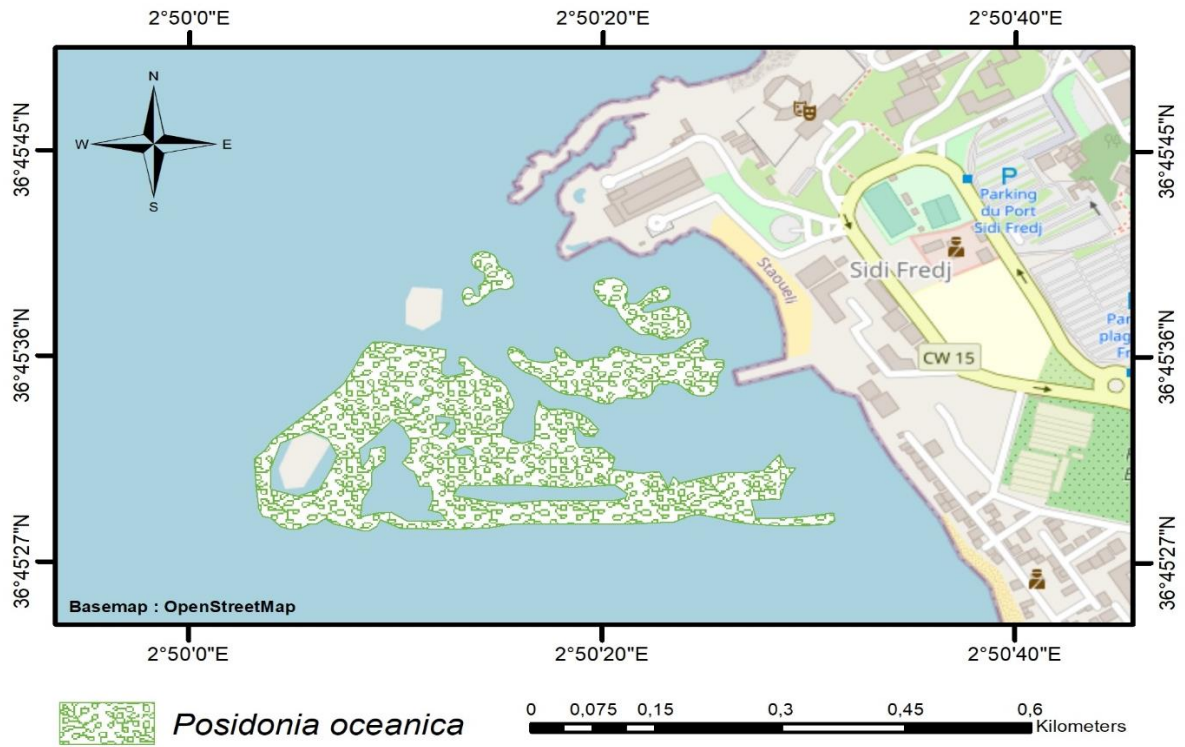 2°50'0"E
2°50'20"E
2°50'40"E
36°45'45"N
36°45'45"N
N
W
E
S
P
Parking
du Port
Sidi Fredj
Staoueli
Sidi Fredj
36°45'36"N
36°45'36"N
CW 15
36°45'27"N
36°45'27"N
Basemap : OpenStreetMap
2°50'0"E
2°50'20"E
2°50'40"E
Posidonia oceanica
0 0,075 0,15 0,3 0,45 0,6
Kilometers